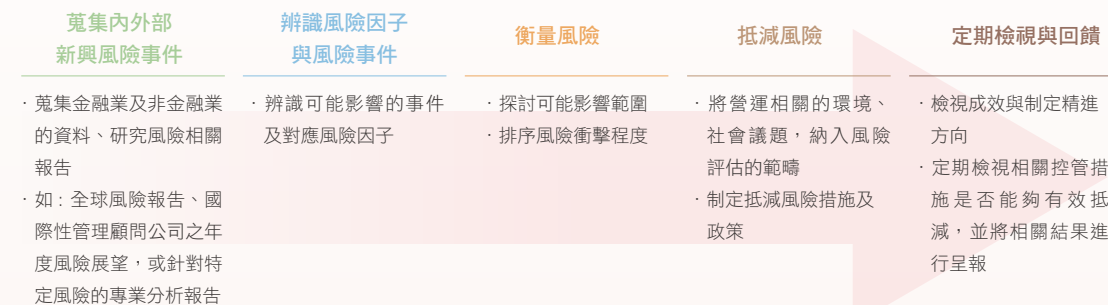 蒐集內外部
新興風險事件
· 蒐集金融業及非金融業
的資料、研究風險相關
報告
· 如 : 全球風險報告、國
際性管理顧問公司之年
度風險展望，或針對特
定風險的專業分析報告
辨識風險因子
與風險事件
· 辨識可能影響的事件
及對應風險因子
衡量風險
· 探討可能影響範圍
· 排序風險衝擊程度
抵減風險
· 將營運相關的環境、
社會議題，納入風險
評估的範疇
· 制定抵減風險措施及
政策
定期檢視與回饋
· 檢視成效與制定精進
方向
· 定期檢視相關控管措
施是否能夠有效抵
減，並將相關結果進
行呈報